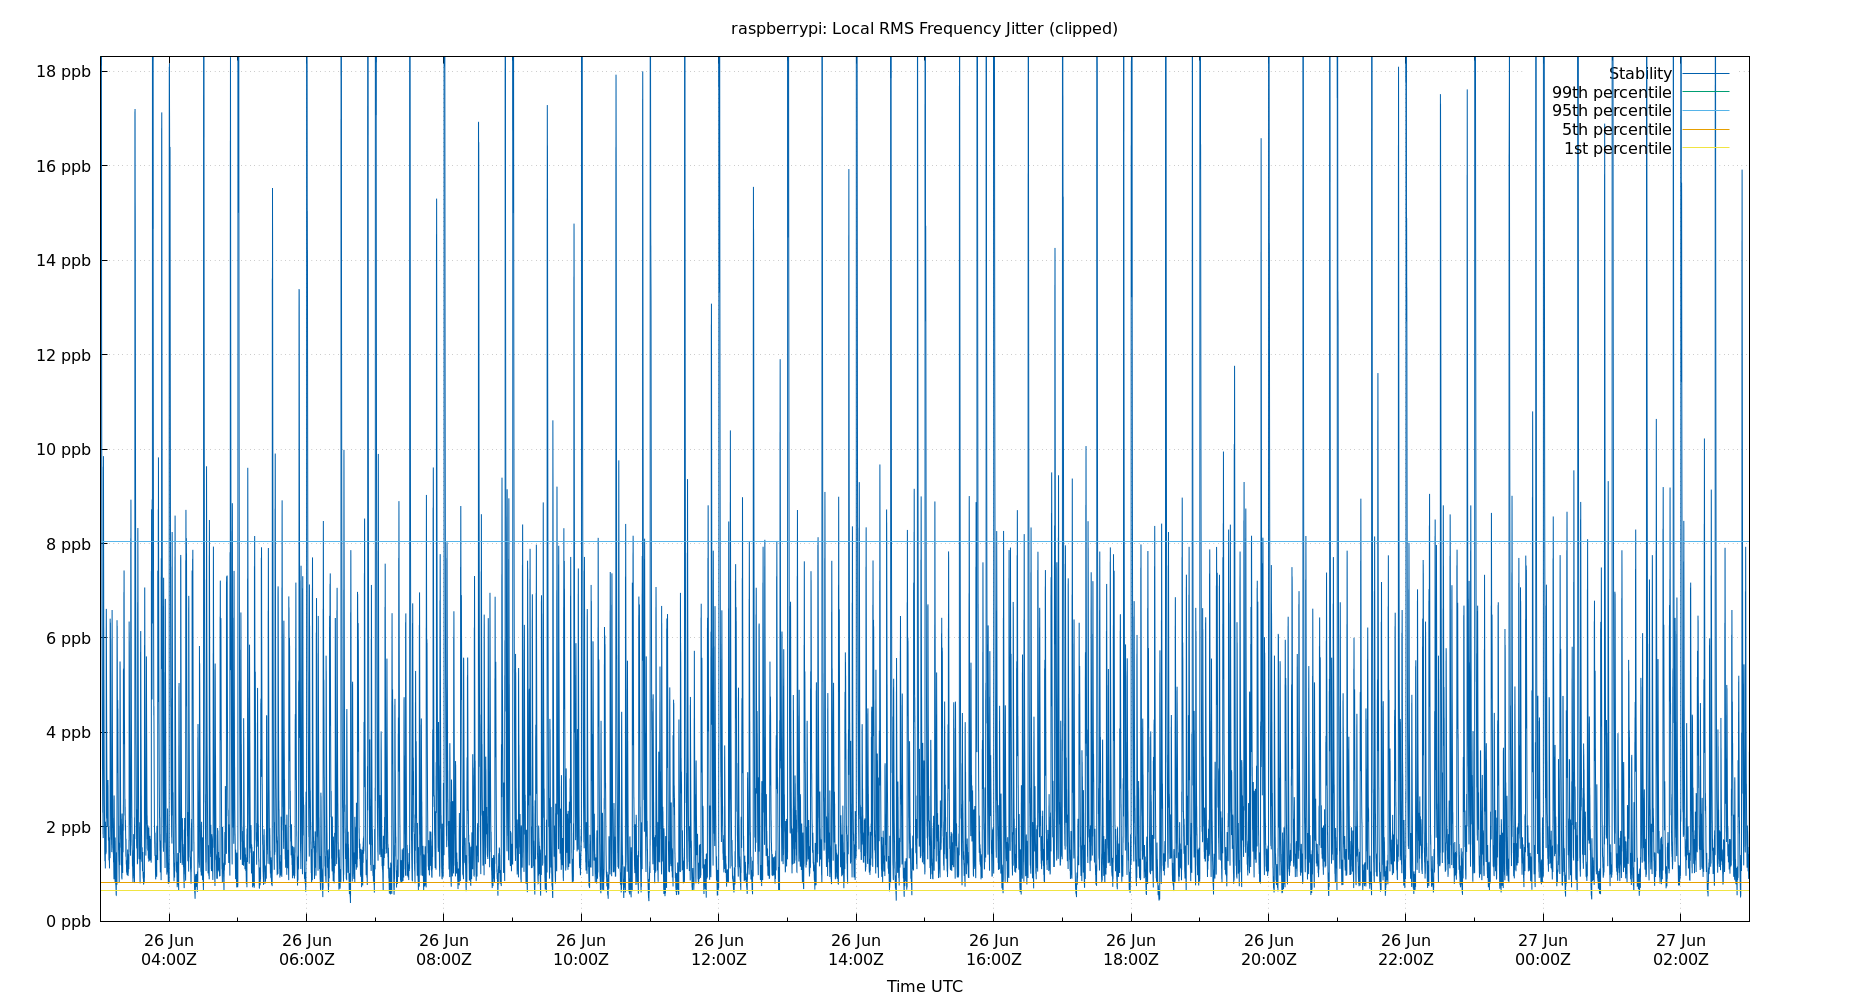 raspberrypi: Local RMS Frequency Jitter (clipped)
18 ppb
16 ppb
14 ppb
12 ppb
10 ppb
8 ppb
6 ppb
4 ppb
2 ppb
0 ppb
Stability
99th percentile
95th percentile
5th percentile
1st percentile
26 Jun
04:00Z
26 Jun
06:00Z
26 Jun
08:00Z
26 Jun
10:00Z
26 Jun
12:00Z
26 Jun
14:00Z
26 Jun
16:00Z
26 Jun
18:00Z
26 Jun
20:00Z
26 Jun
22:00Z
27 Jun
00:00Z
27 Jun
02:00Z
Time UTC